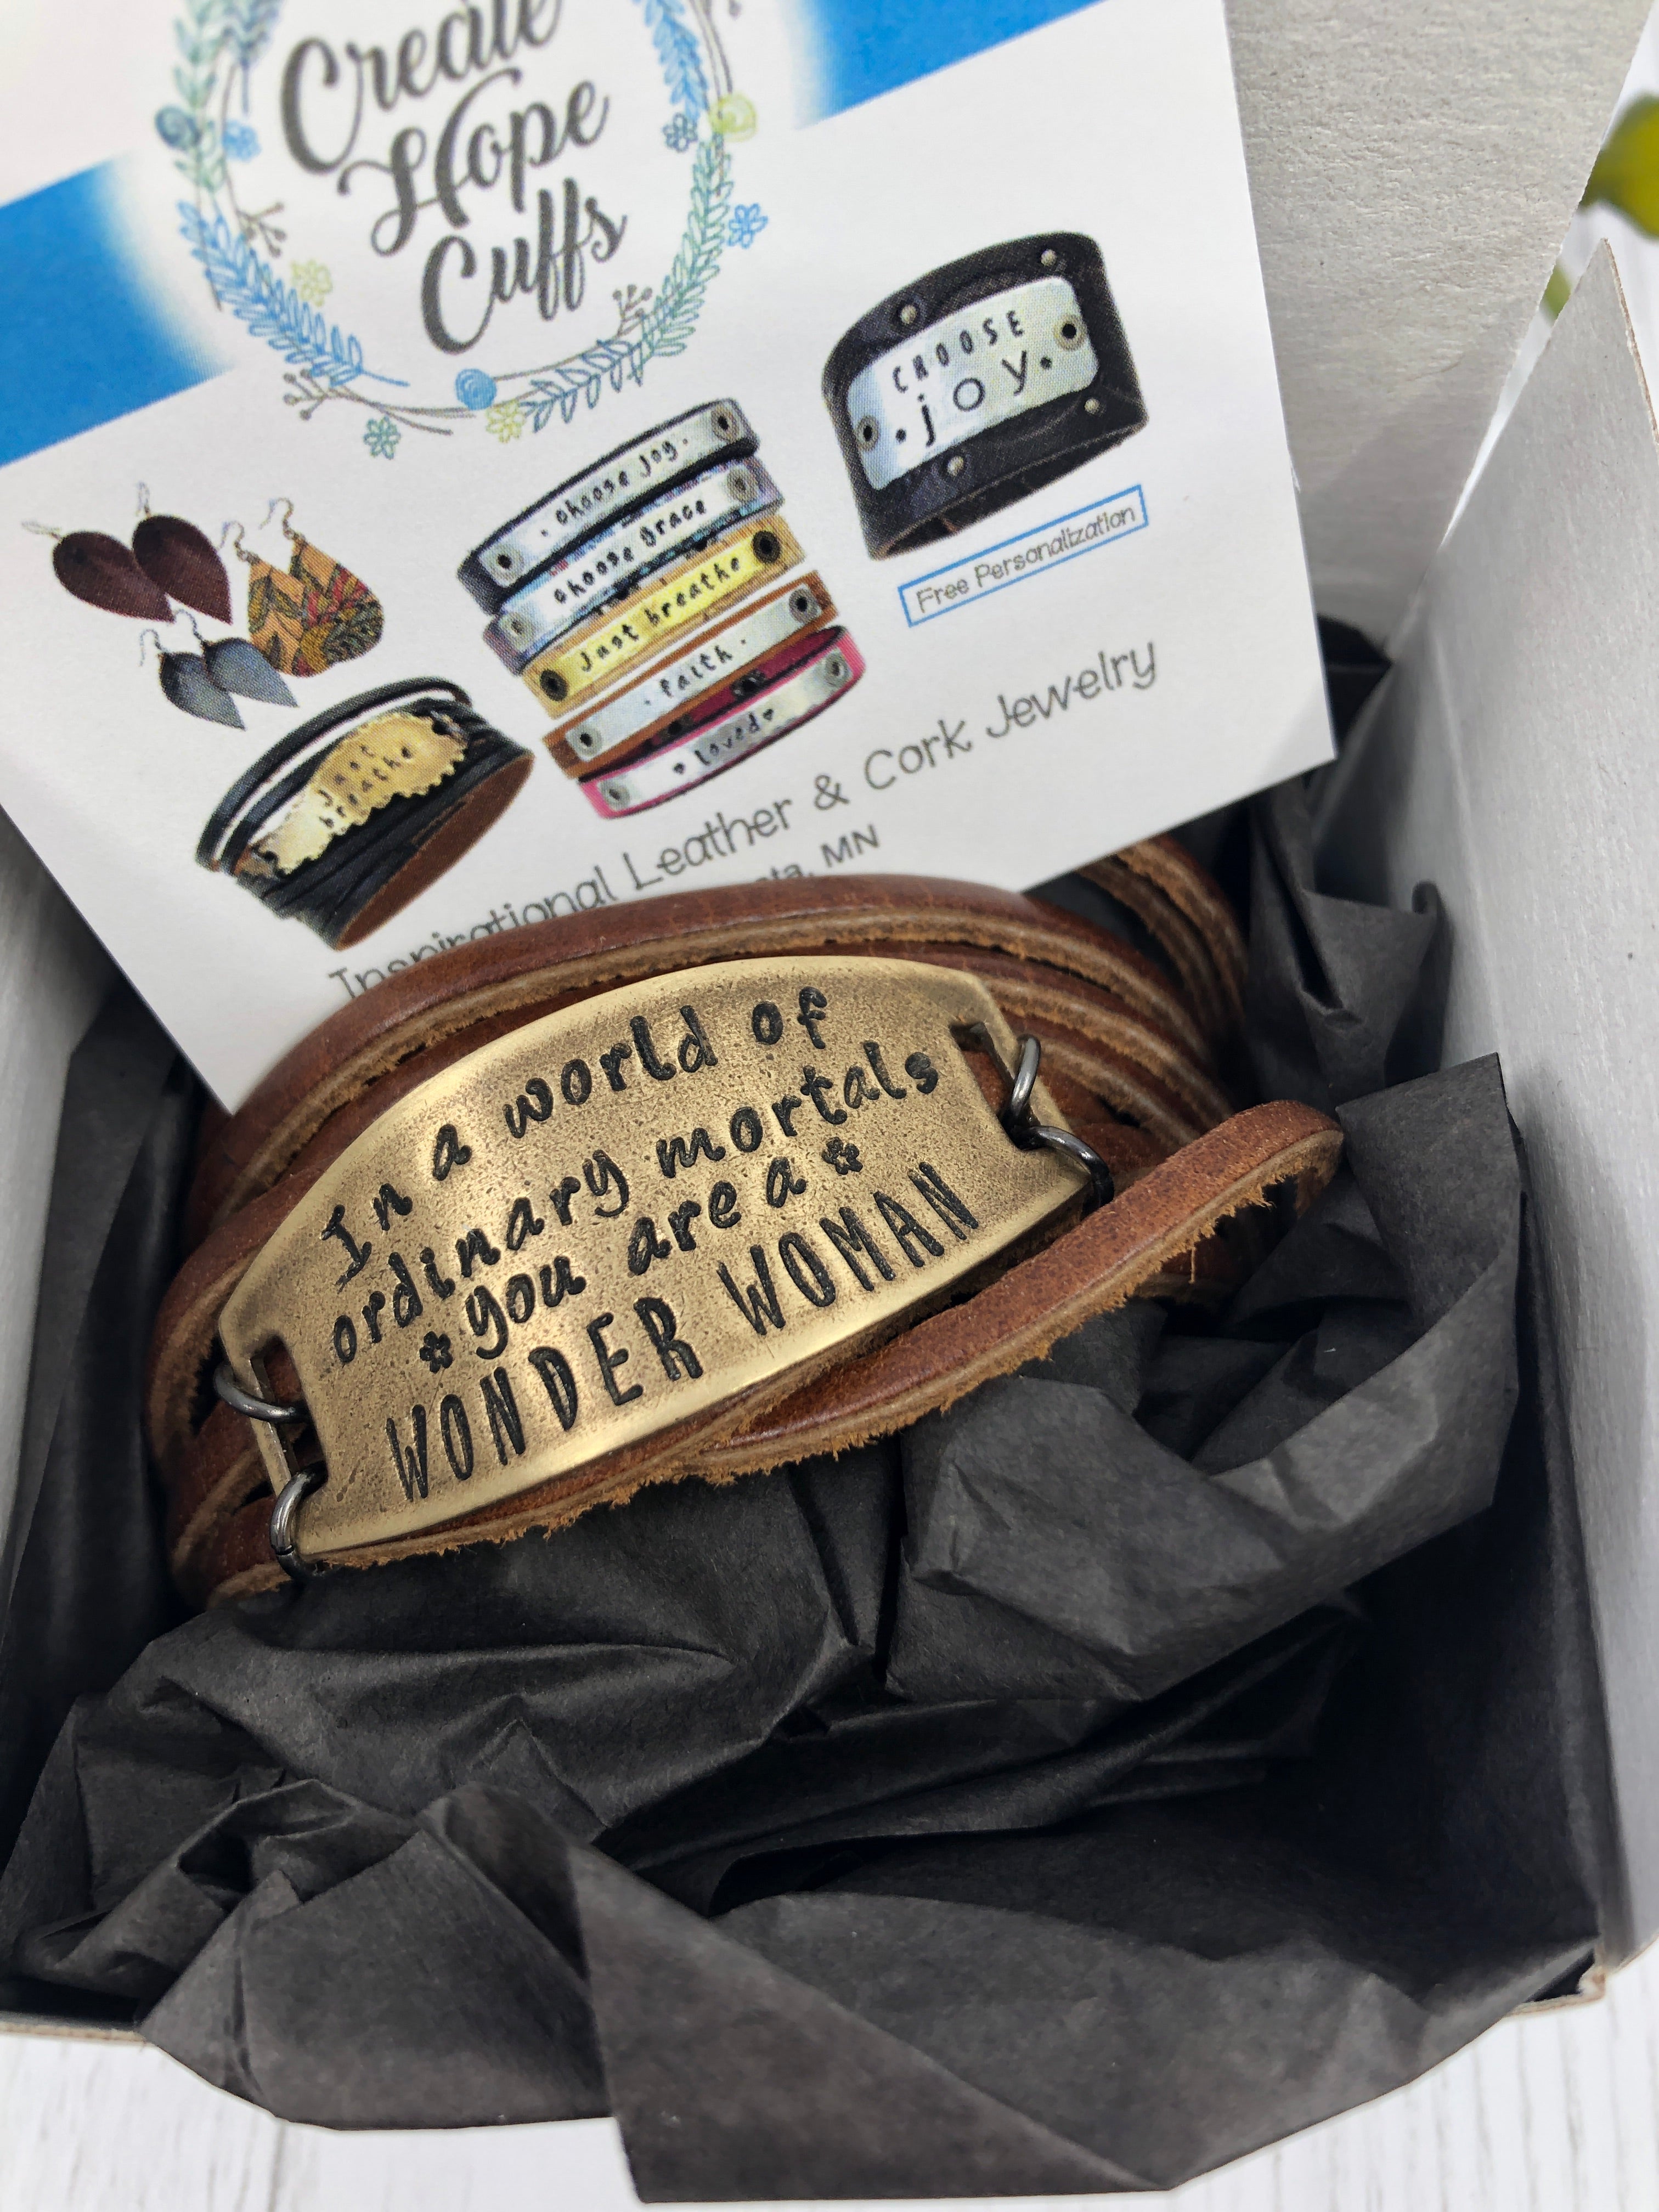 Create
Hope
Cuffs
CHOOSE
• joy •
Free Personalization
• choose joy •
choose grace
Just breathe
• faith •
♥ loved ♥
just
breathe
Inspirational Leather & Cork Jewelry
MN
In a world of
ordinary mortals
you are a
WONDER WOMAN